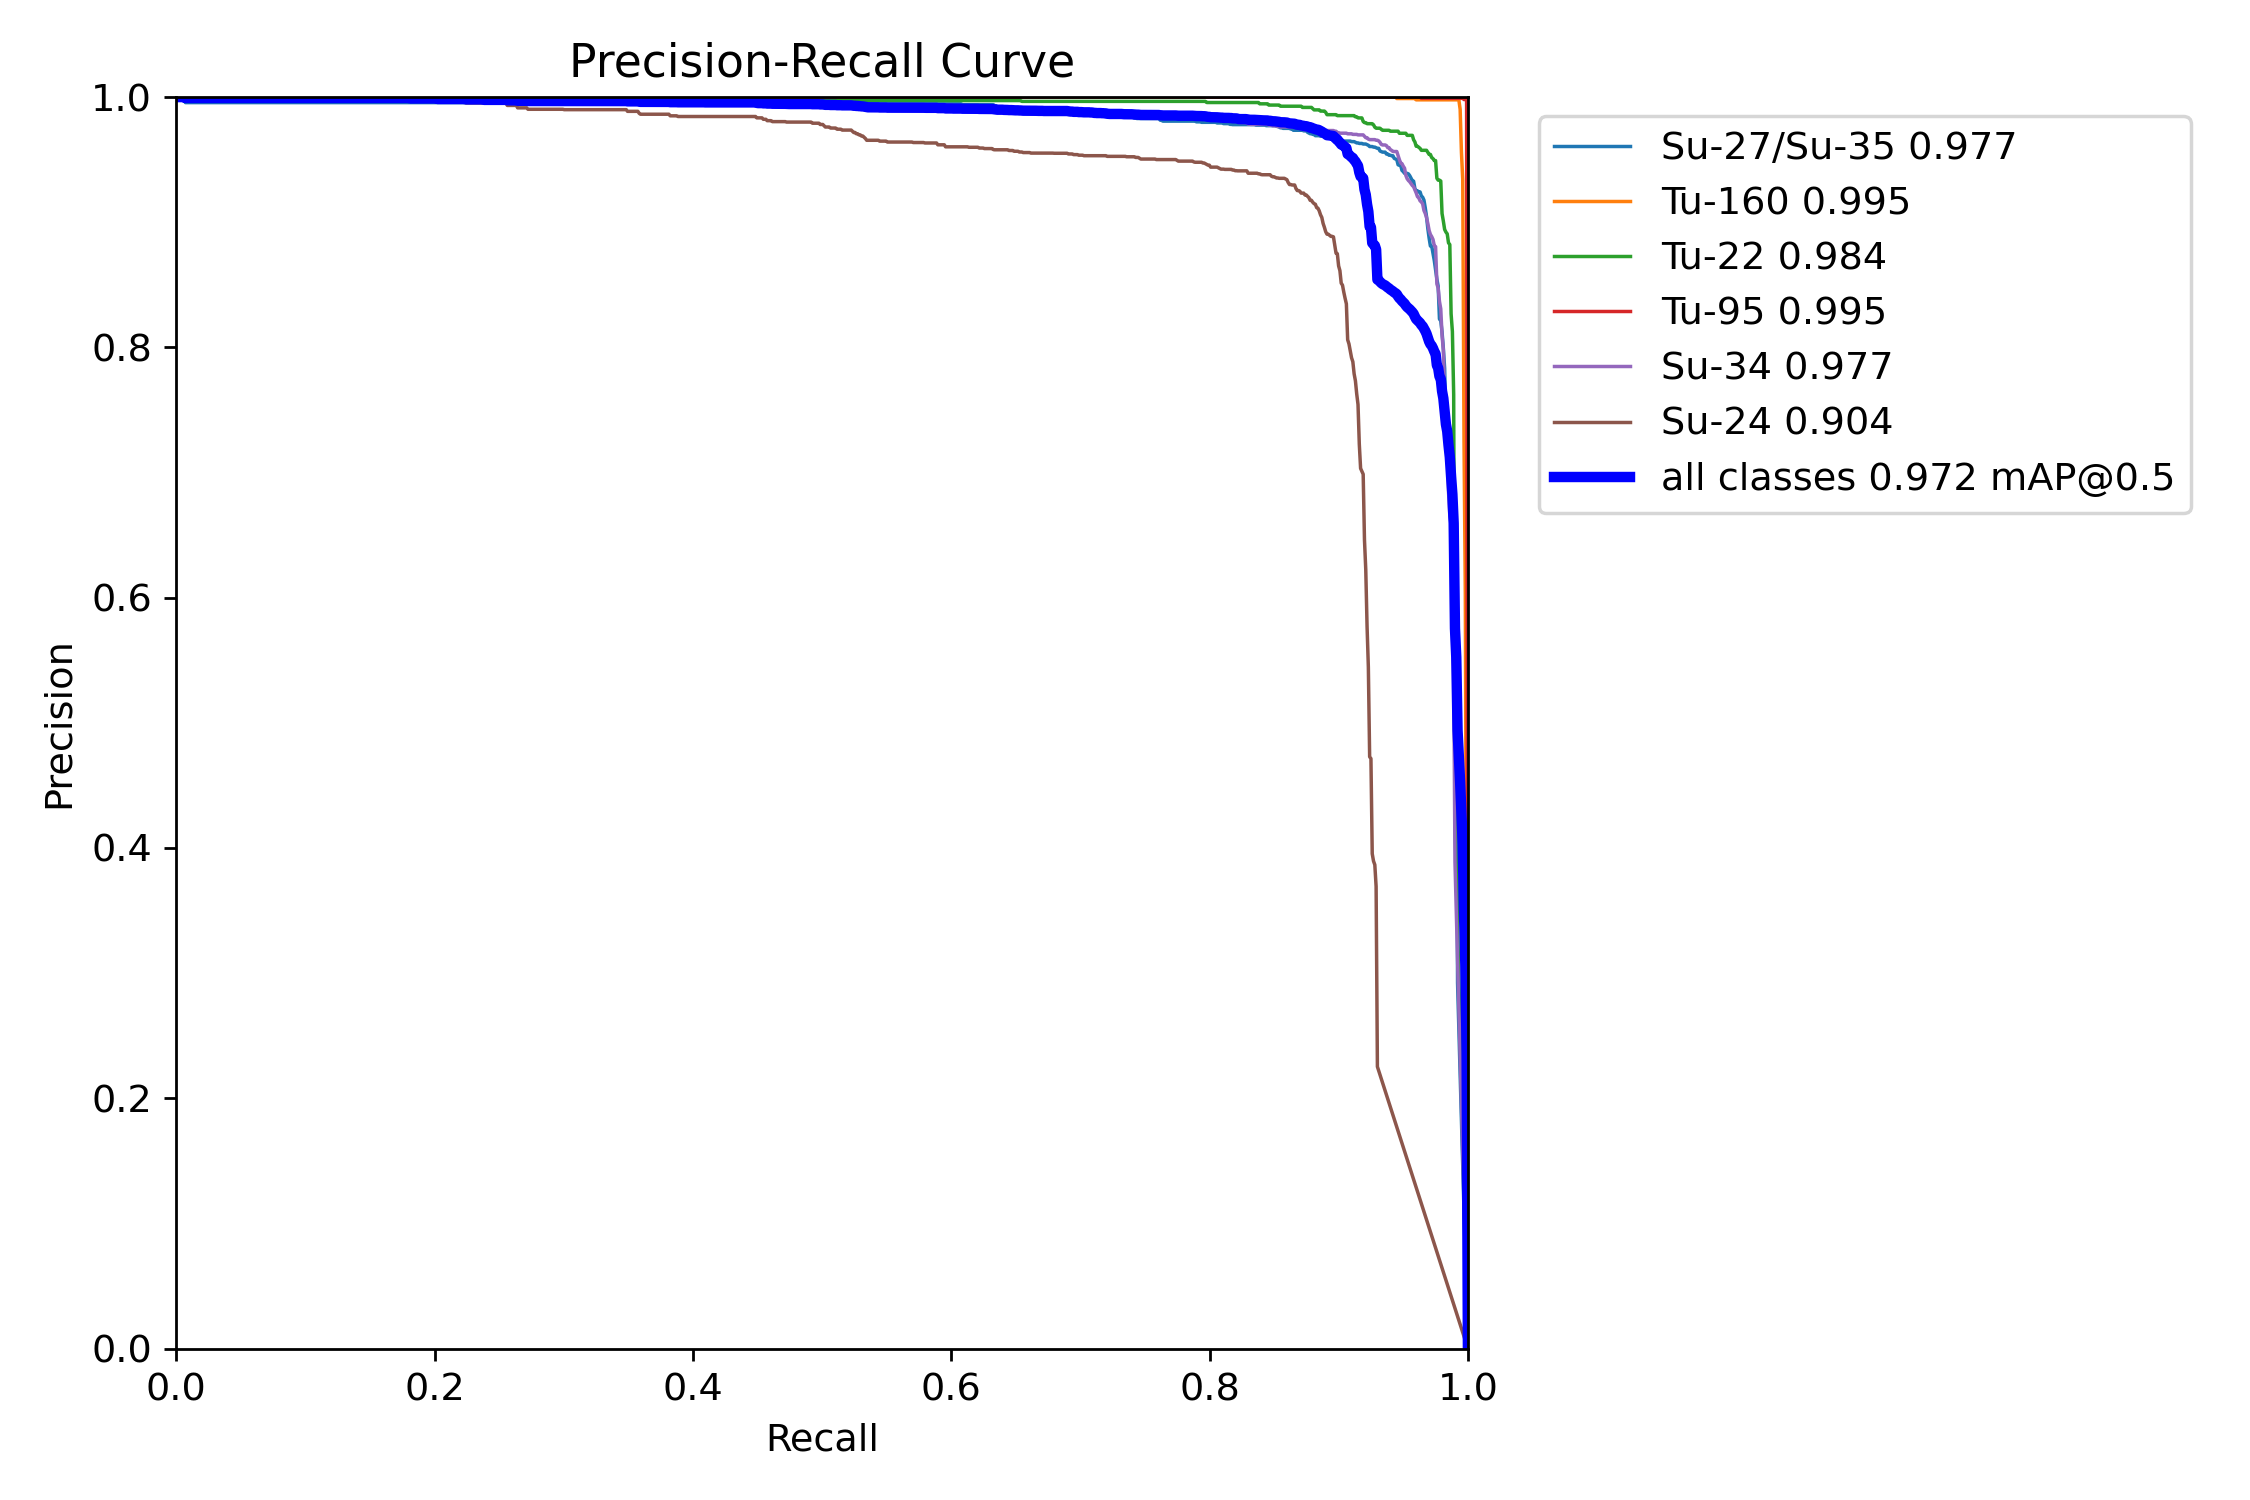 Precision-Recall Curve
1.0
0.8
0.6
0.4
0.2
0.0
Precision
0.0 0.2 0.4 0.6 0.8 1.0
Recall
Su-27/Su-35 0.977
Tu-160 0.995
Tu-22 0.984
Tu-95 0.995
Su-34 0.977
Su-24 0.904
all classes 0.972 mAP@0.5